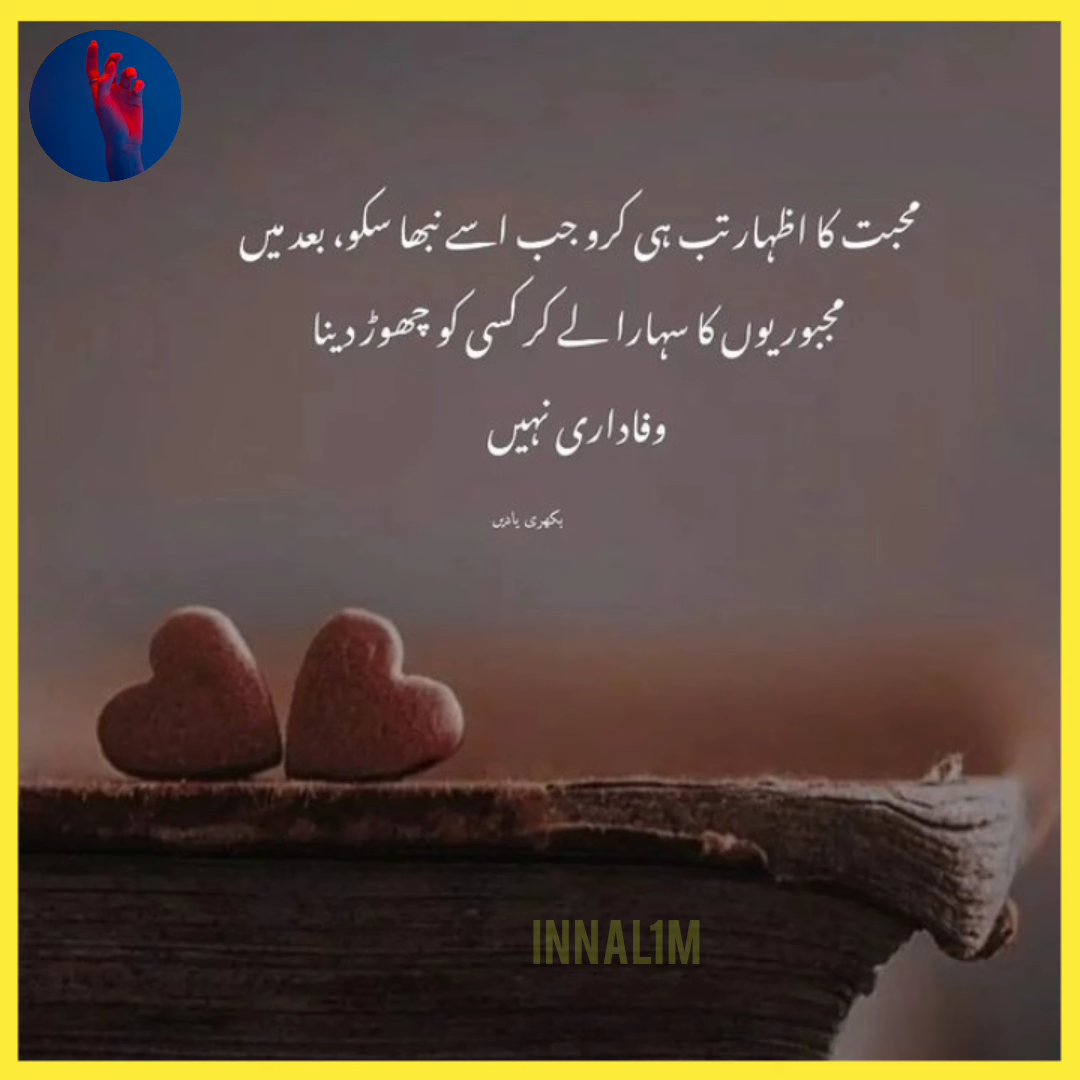 محبت کا اظہار تب ہی کرو جب اسے نبھا سکو، بعد میں
مجبوریوں کا سہارا لے کر کسی کو چھوڑ دینا
وفاداری نہیں
بکھری یادیں
INNAL1M